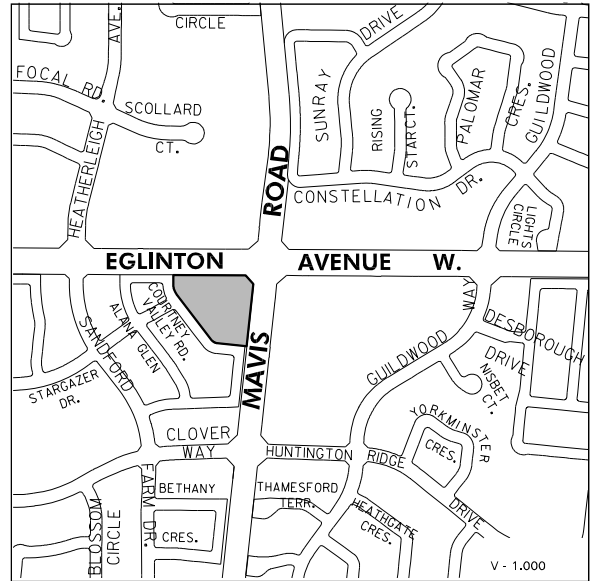 CIRCLE
AVE.
DRIVE
FOCAL RD.
SCOLLARD
CT.
HEATHERLEIGH
SUNRAY
RISING
STARCT.
PALOMAR
CRES.
GUILDWOOD
ROAD
CONSTELLATION DR.
LIGHTS
CIRCLE
EGLINTON AVENUE W.
WAY
COURTNEY
VALLEY RD.
ALANA GLEN
SANDFORD
STARGAZER
DR.
MAVIS
GUILDWOOD
DESBOROUGH
DRIVE
NISBET
CT.
YORKMINSTER
CRES.
CLOVER
WAY
HUNTINGTON RIDGE
DRIVE
FARM DR.
BETHANY
CRES.
THAMESFORD
TERR.
HEATHGATE
CRES.
BLOSSOM
CIRCLE
V - 1.000